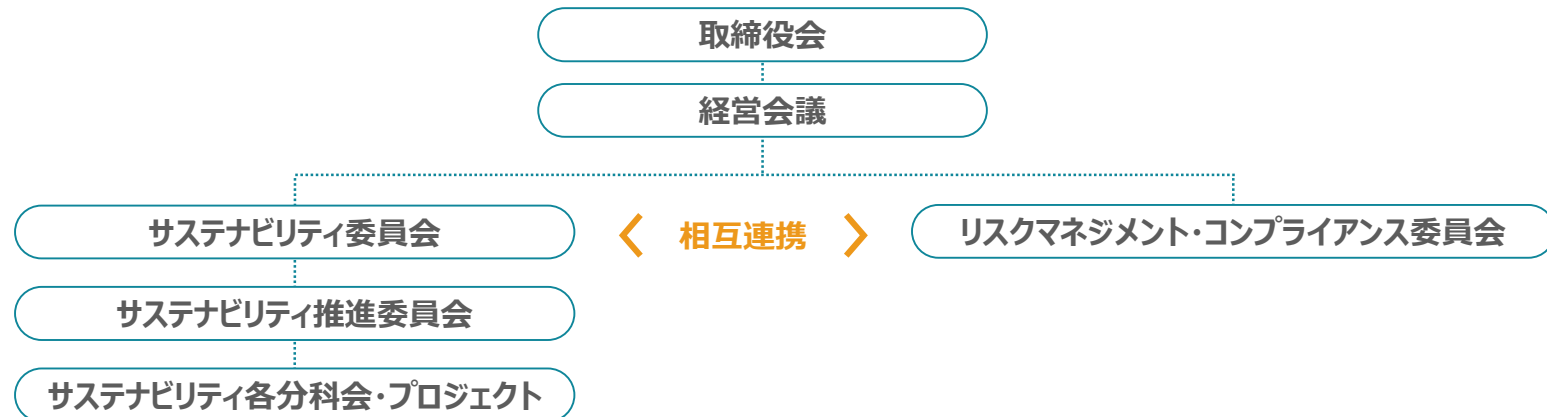 取締役会
経営会議
サステナビリティ委員会
相互連携
リスクマネジメント・コンプライアンス委員会
サステナビリティ推進委員会
サステナビリティ各分科会・プロジェクト